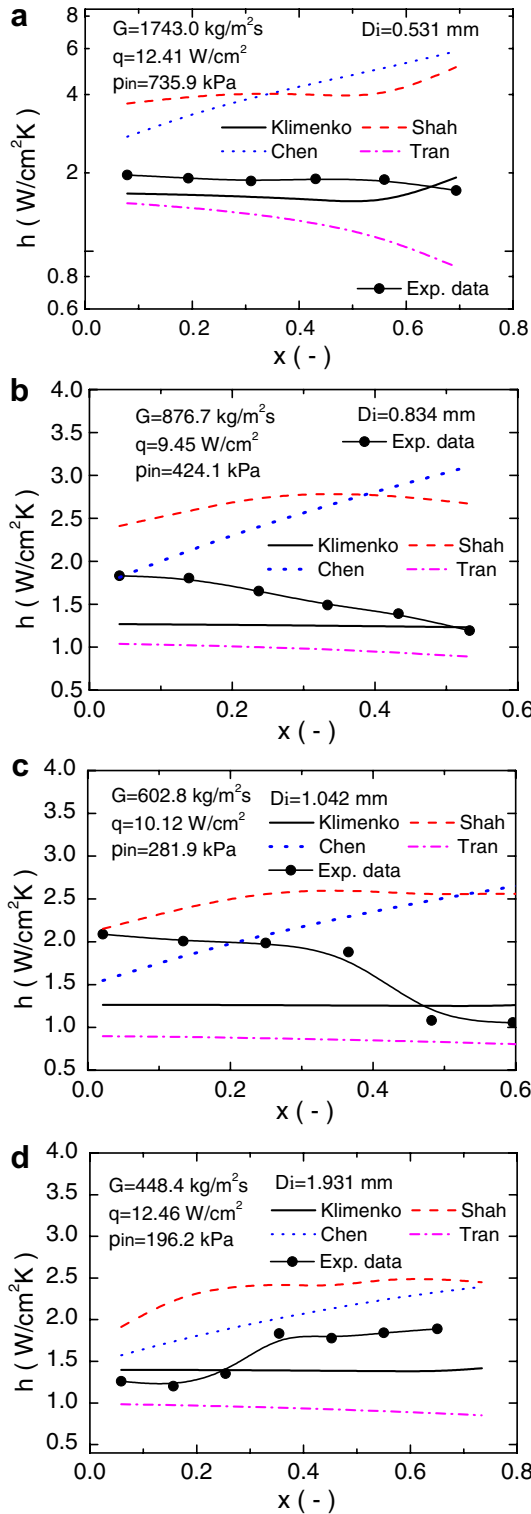 a
G=1743.0 kg/m²s
Di=0.531 mm
q=12.41 W/cm²
pin=735.9 kPa
Klimenko
Shah
Chen
Tran
Exp. data
8
4
2
0.8
0.6
h ( W/cm²K )
0.0
0.2
0.4
0.6
0.8
x ( - )
b
G=876.7 kg/m²s
Di=0.834 mm
q=9.45 W/cm²
Exp. data
pin=424.1 kPa
Klimenko
Shah
Chen
Tran
4.0
3.5
3.0
2.5
2.0
1.5
1.0
0.5
h ( W/cm²K )
0.0
0.2
0.4
0.6
x ( - )
c
G=602.8 kg/m²s
Di=1.042 mm
q=10.12 W/cm²
Klimenko
Shah
pin=281.9 kPa
Chen
Tran
Exp. data
4.0
3.5
3.0
2.5
2.0
1.5
1.0
0.5
h ( W/cm²K )
0.0
0.2
0.4
0.6
x ( - )
d
G=448.4 kg/m²s
Di=1.931 mm
q=12.46 W/cm²
Klimenko
Shah
pin=196.2 kPa
Chen
Tran
Exp. data
4.0
3.5
3.0
2.5
2.0
1.5
1.0
0.5
h ( W/cm²K )
0.0
0.2
0.4
0.6
0.8
x ( - )